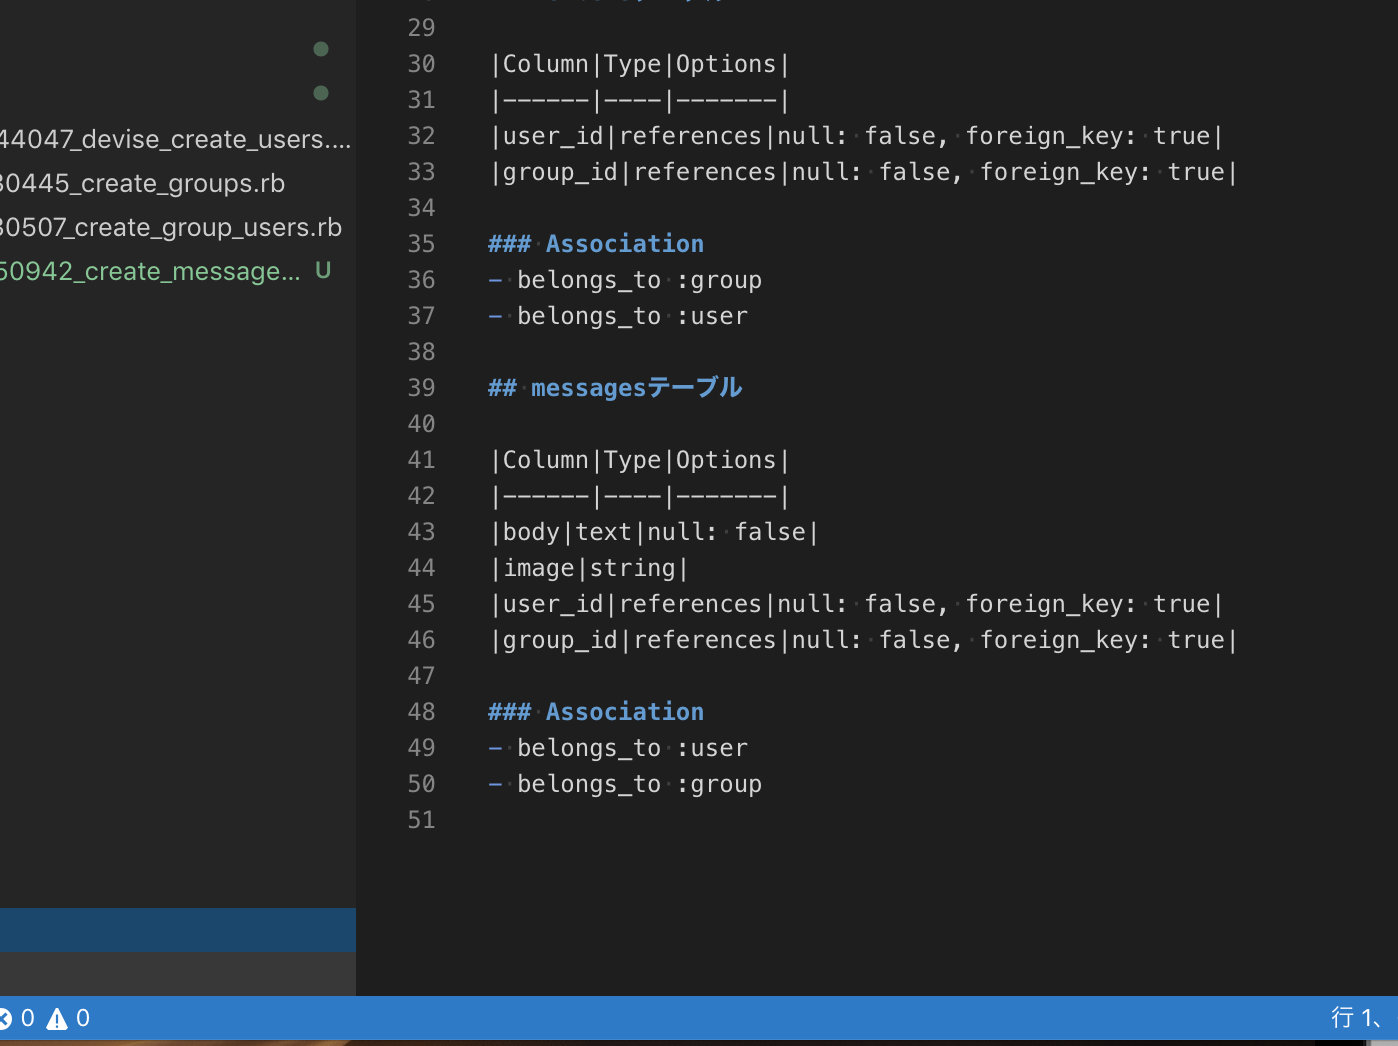 44047_devise_create_users....
30445_create_groups.rb
30507_create_group_users.rb
50942_create_message... U
29
30 |Column|Type|Options|
31 |------|----|-------|
32 |user_id|references|null: false, foreign_key: true|
33 |group_id|references|null: false, foreign_key: true|
34
35 ### Association
36 - belongs_to :group
37 - belongs_to :user
38
39 ## messagesテーブル
40
41 |Column|Type|Options|
42 |------|----|-------|
43 |body|text|null: false|
44 |image|string|
45 |user_id|references|null: false, foreign_key: true|
46 |group_id|references|null: false, foreign_key: true|
47
48 ### Association
49 - belongs_to :user
50 - belongs_to :group
51
0 0
行 1、